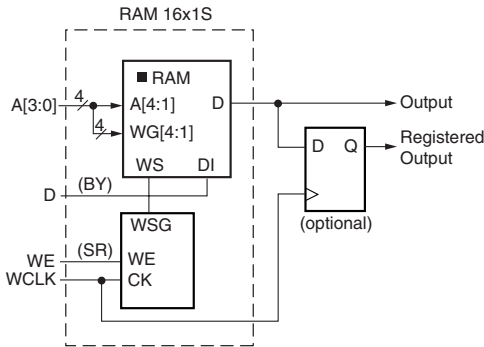 RAM 16x1S
RAM
A[3:0]
4
A[4:1]
D
Output
4
WG[4:1]
D
Q
Registered
Output
WS
DI
D
(BY)
(optional)
WSG
WE
(SR)
WE
WCLK
CK